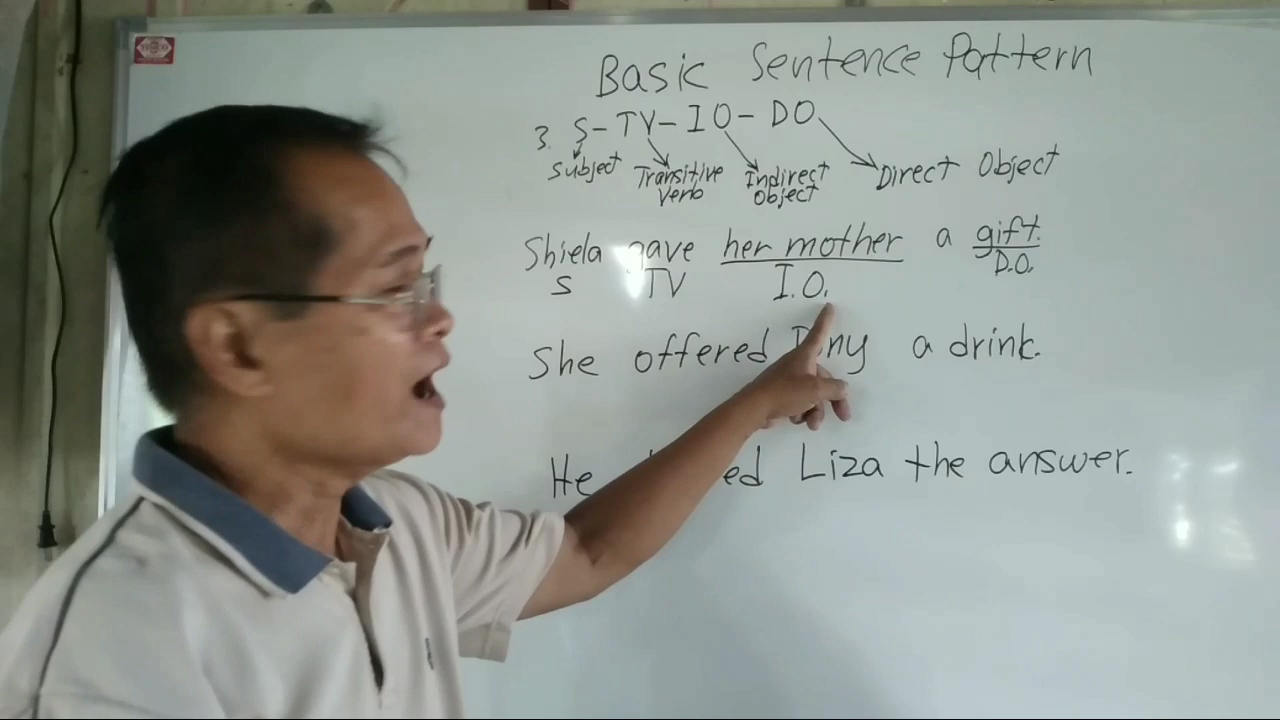 Basic Sentence Pattern
3. S - TV - IO - DO
Subject Transitive Verb Indirect Object Direct Object
Shiela gave her mother a gift.
S TV I.O. D.O.
She offered a drink.
He Liza the answer.